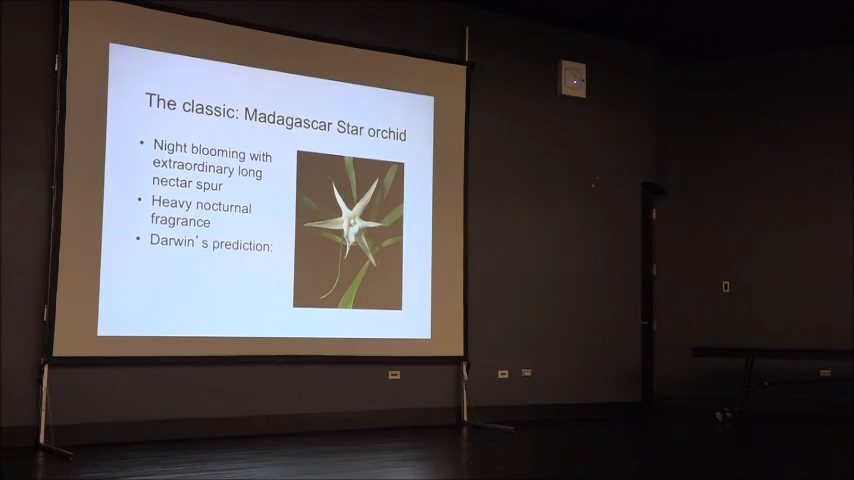 The classic: Madagascar Star orchid
• Night blooming with
extraordinary long
nectar spur
• Heavy nocturnal
fragrance
• Darwin's prediction: